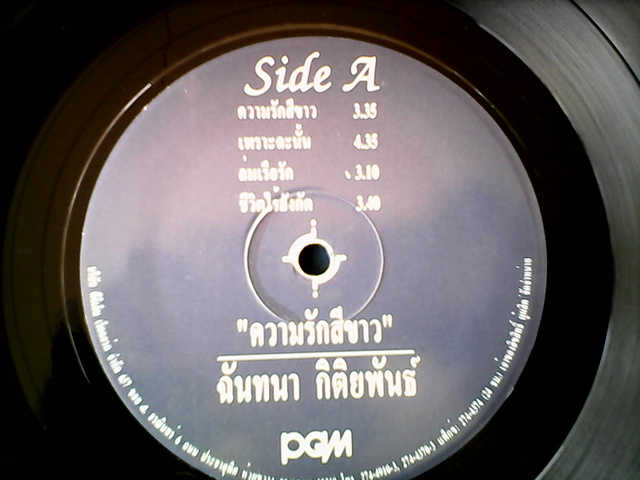 Side A
ความรักสีขาว 3.35
เพราะฉะนั้น 4.35
ล่มเรือรัก 3.10
ชีวิตไร้สังกัด 3.40
"ความรักสีขาว"
ฉันทนา กิติยพันธ์
PGM